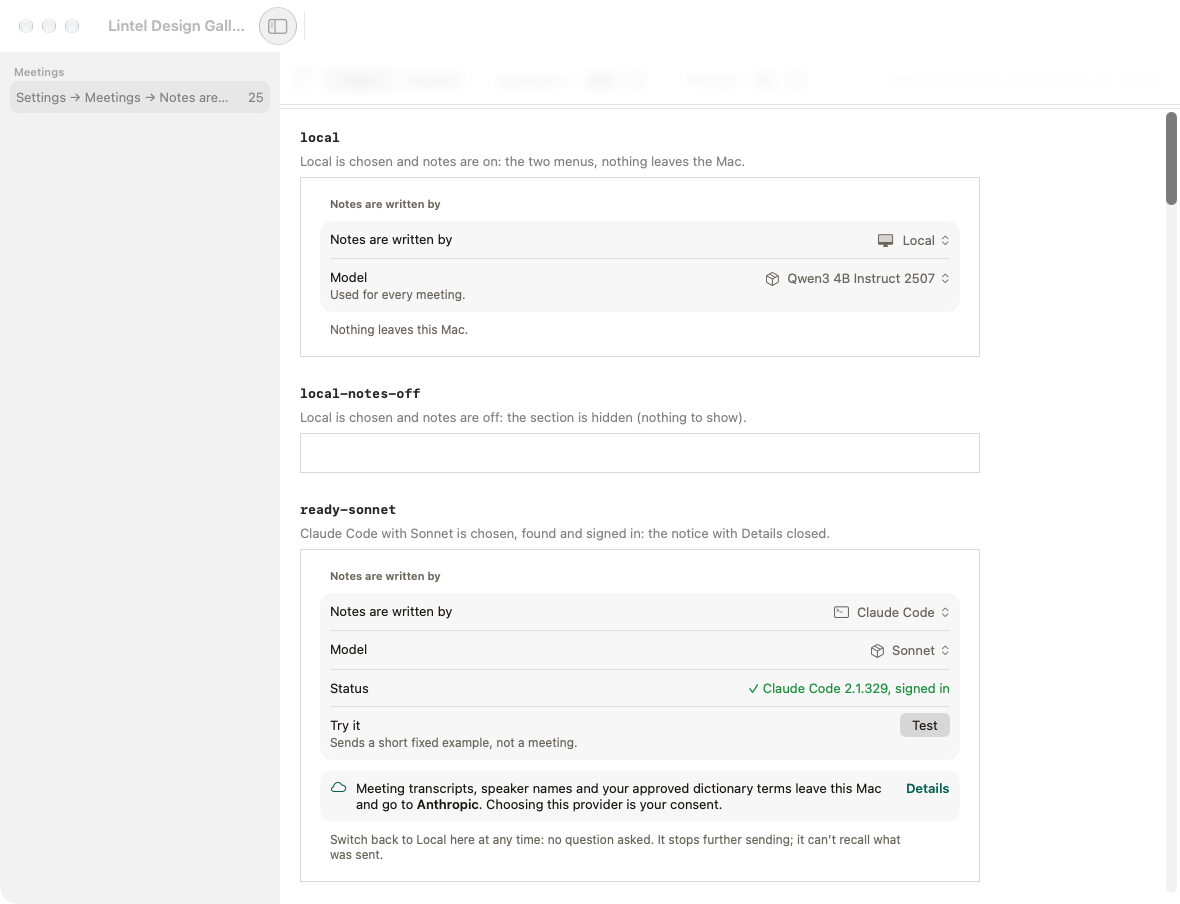 Lintel Design Gall...
Meetings
Settings → Meetings → Notes are... 25
local
Local is chosen and notes are on: the two menus, nothing leaves the Mac.
Notes are written by
Notes are written by Local
Model Qwen3 4B Instruct 2507
Used for every meeting.
Nothing leaves this Mac.
local-notes-off
Local is chosen and notes are off: the section is hidden (nothing to show).
ready-sonnet
Claude Code with Sonnet is chosen, found and signed in: the notice with Details closed.
Notes are written by
Notes are written by Claude Code
Model Sonnet
Status ✓ Claude Code 2.1.329, signed in
Try it Test
Sends a short fixed example, not a meeting.
Meeting transcripts, speaker names and your approved dictionary terms leave this Mac Details
and go to Anthropic. Choosing this provider is your consent.
Switch back to Local here at any time: no question asked. It stops further sending; it can’t recall what
was sent.